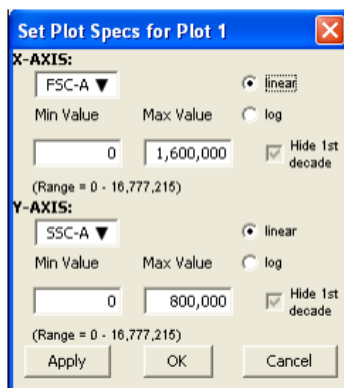 Set Plot Specs for Plot 1
X-AXIS:
FSC-A
linear
Min Value Max Value log
0 1,600,000 Hide 1st
decade
(Range = 0 - 16,777,215)
Y-AXIS:
SSC-A
linear
Min Value Max Value log
0 800,000 Hide 1st
decade
(Range = 0 - 16,777,215)
Apply OK Cancel